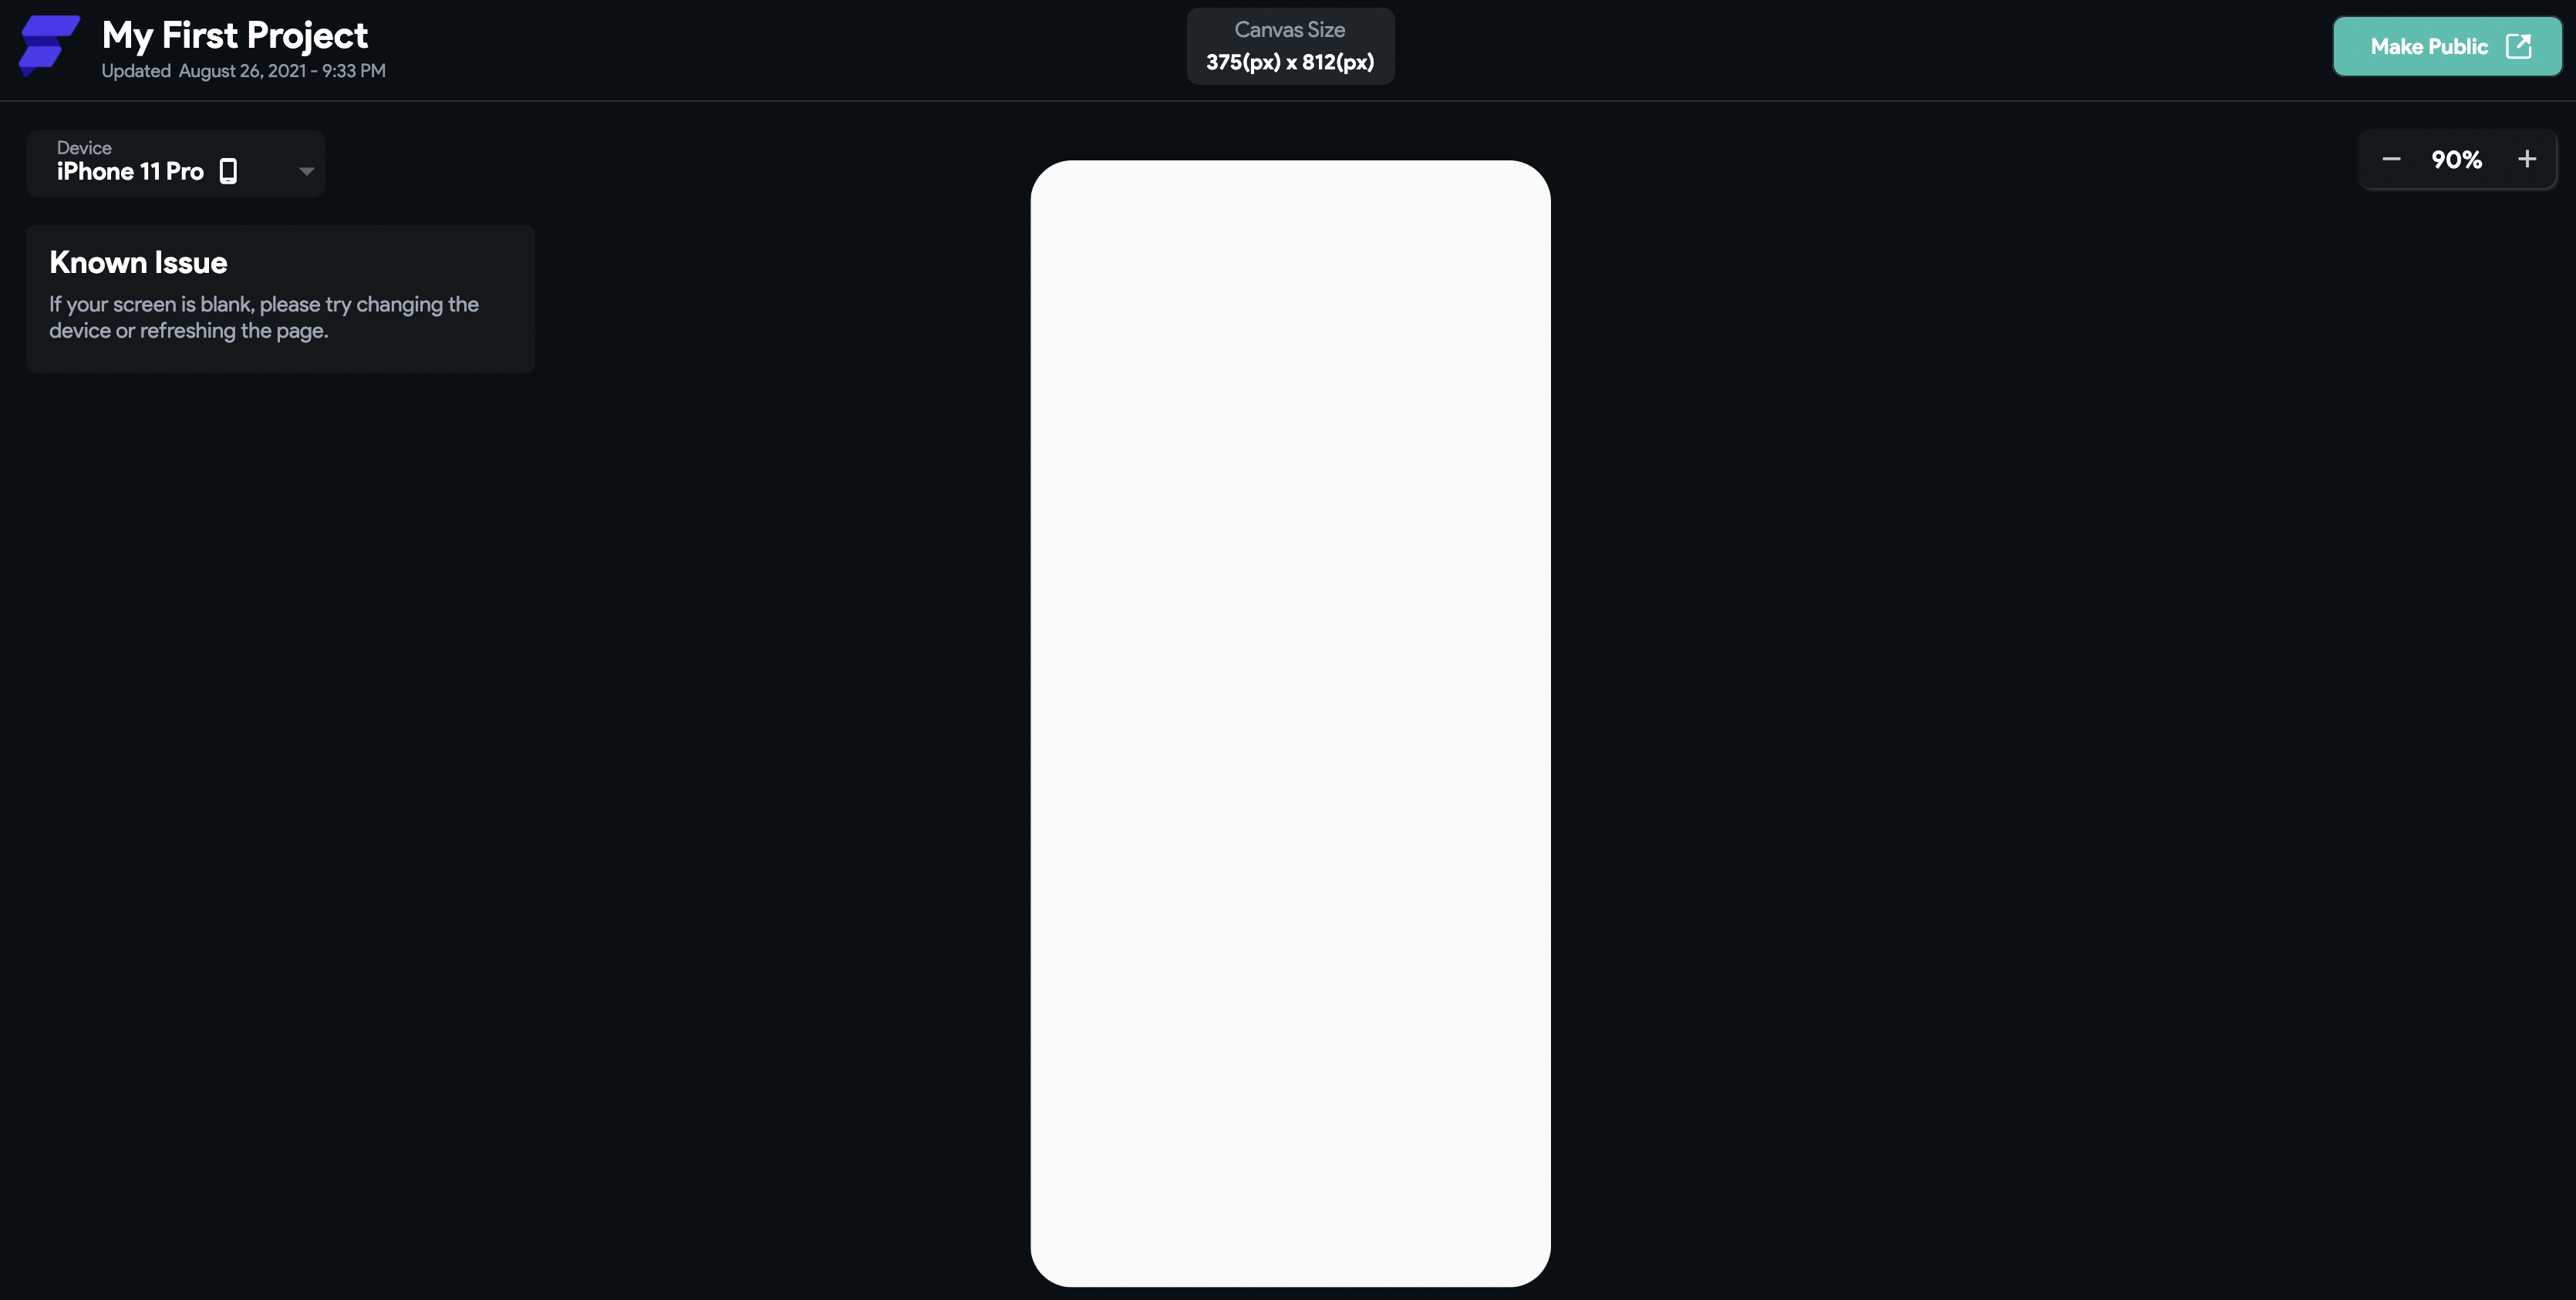 My First Project
Updated August 26, 2021 - 9:33 PM
Canvas Size
375(px) x 812(px)
Make Public
Device
iPhone 11 Pro
90%
Known Issue
If your screen is blank, please try changing the
device or refreshing the page.